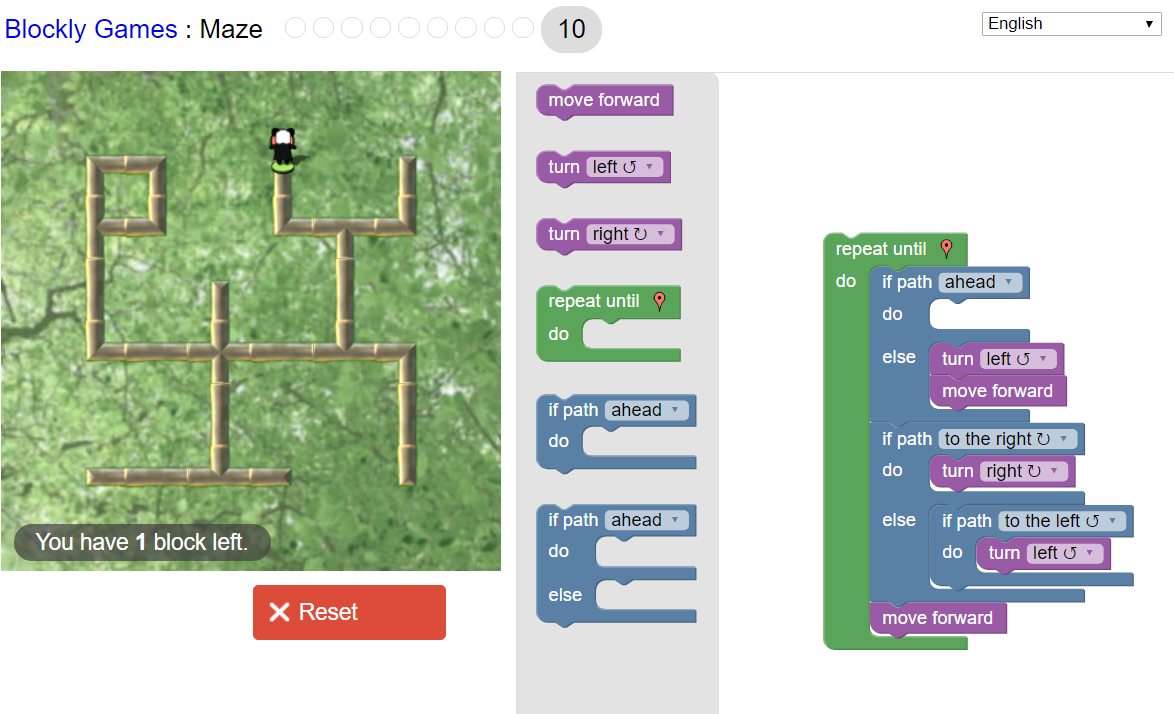 Blockly Games : Maze 10 English
move forward
turn left ↺ ▾
turn right ↻ ▾
repeat until
do
if path ahead ▾
do
if path ahead ▾
do
else
repeat until
do if path ahead ▾
do
else turn left ↺ ▾
move forward
if path to the right ↻ ▾
do turn right ↻ ▾
else if path to the left ↺ ▾
do turn left ↺ ▾
move forward
You have 1 block left.
Reset